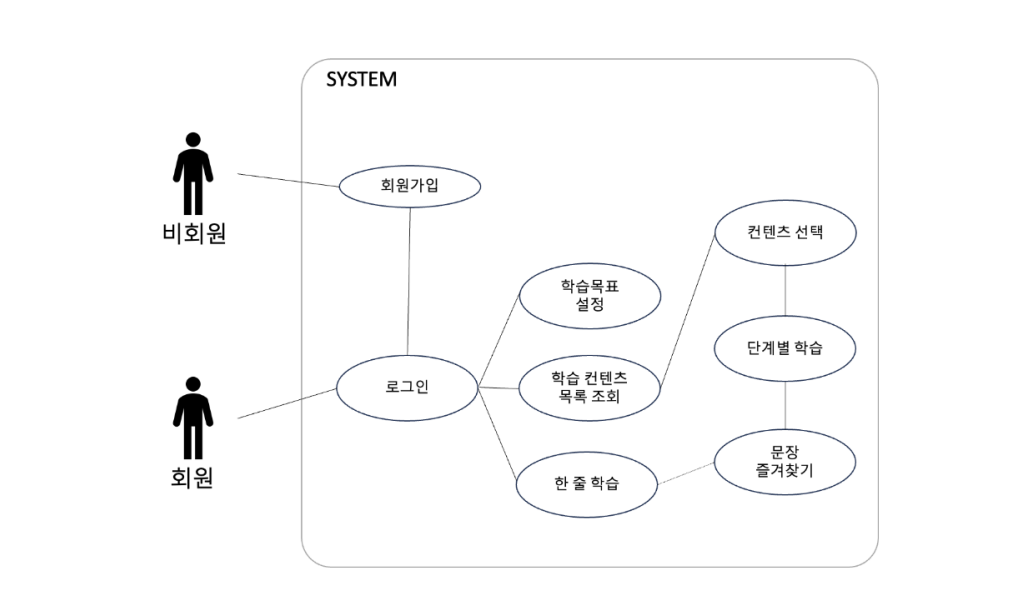 SYSTEM
비회원
회원가입
컨텐츠 선택
학습목표
설정
단계별 학습
로그인
학습 컨텐츠
목록 조회
회원
한 줄 학습
문장
즐겨찾기